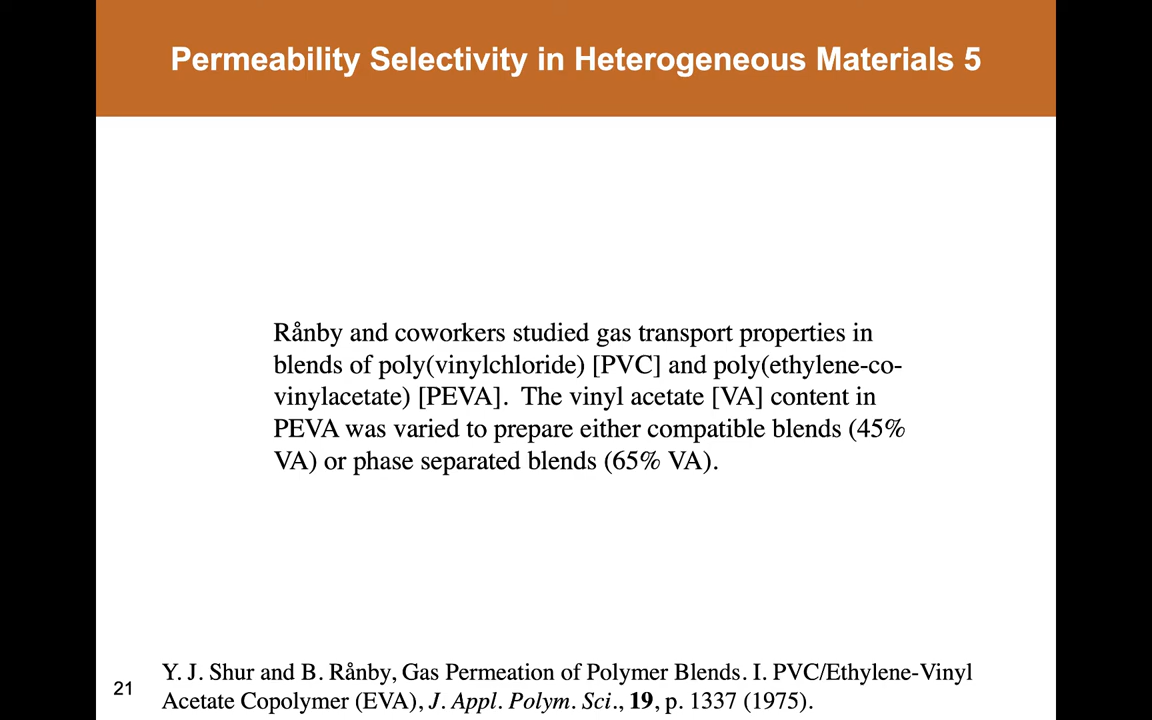 Permeability Selectivity in Heterogeneous Materials 5
Rånby and coworkers studied gas transport properties in
blends of poly(vinylchloride) [PVC] and poly(ethylene-co-
vinylacetate) [PEVA].  The vinyl acetate [VA] content in
PEVA was varied to prepare either compatible blends (45%
VA) or phase separated blends (65% VA).
Y. J. Shur and B. Rånby, Gas Permeation of Polymer Blends. I. PVC/Ethylene-Vinyl
Acetate Copolymer (EVA), J. Appl. Polym. Sci., 19, p. 1337 (1975).
21